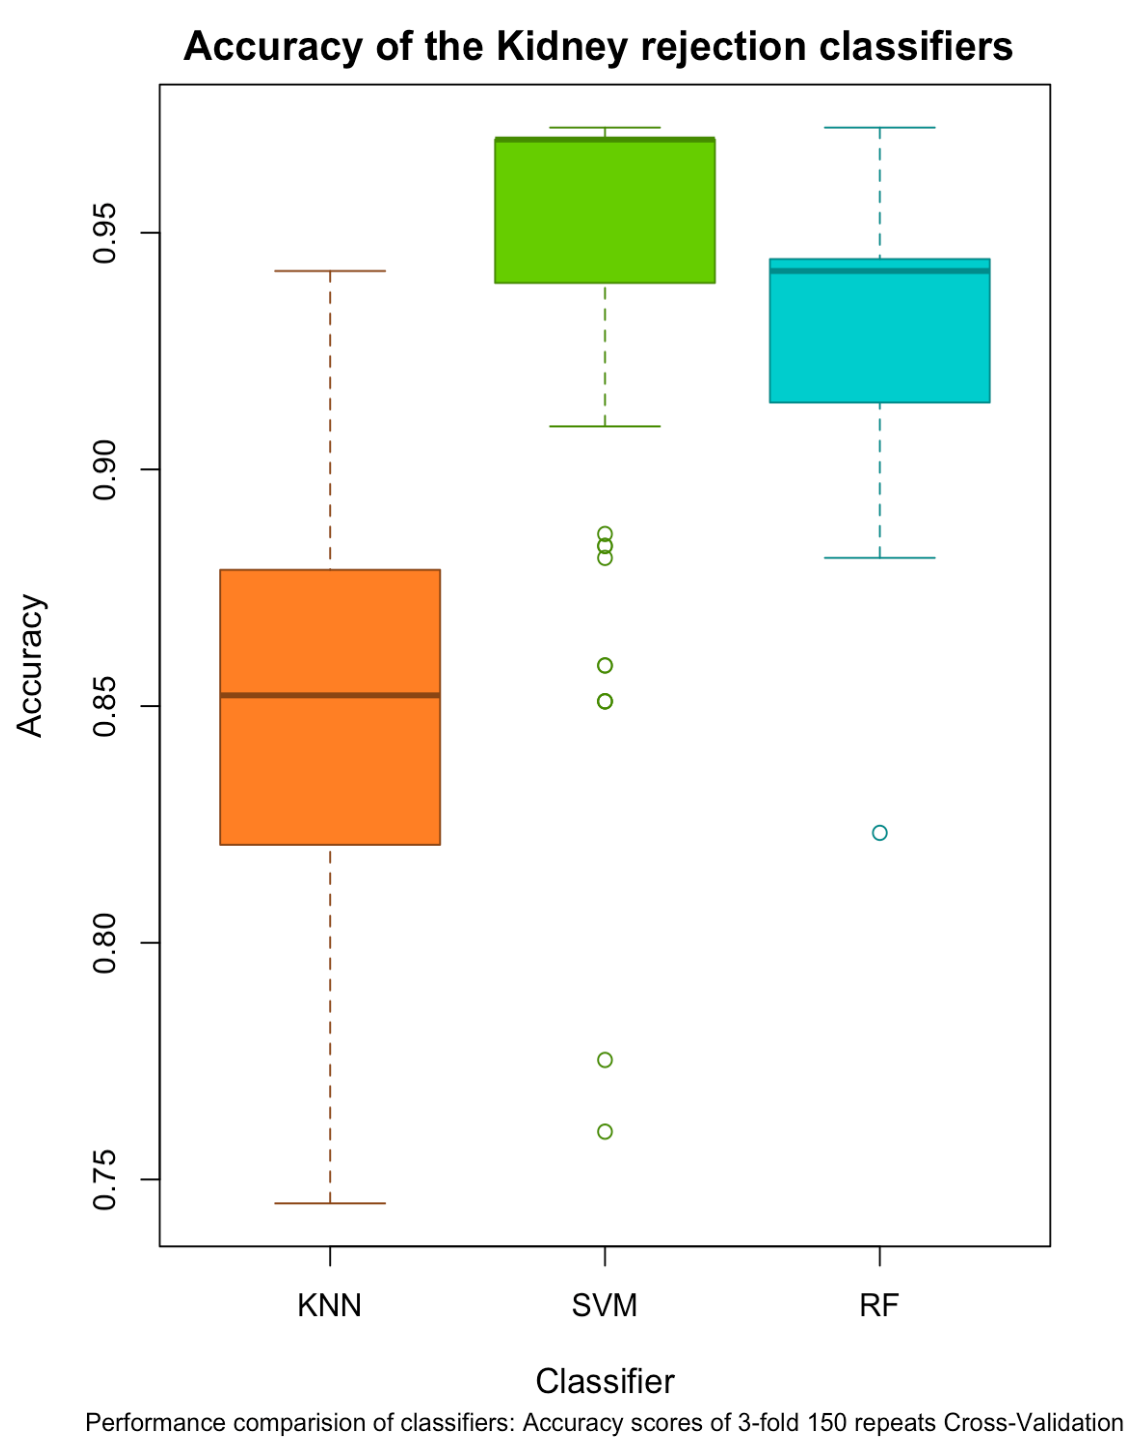 Accuracy of the Kidney rejection classifiers
Accuracy
0.95
0.90
0.85
0.80
0.75
KNN SVM RF
Classifier
Performance comparision of classifiers: Accuracy scores of 3-fold 150 repeats Cross-Validation